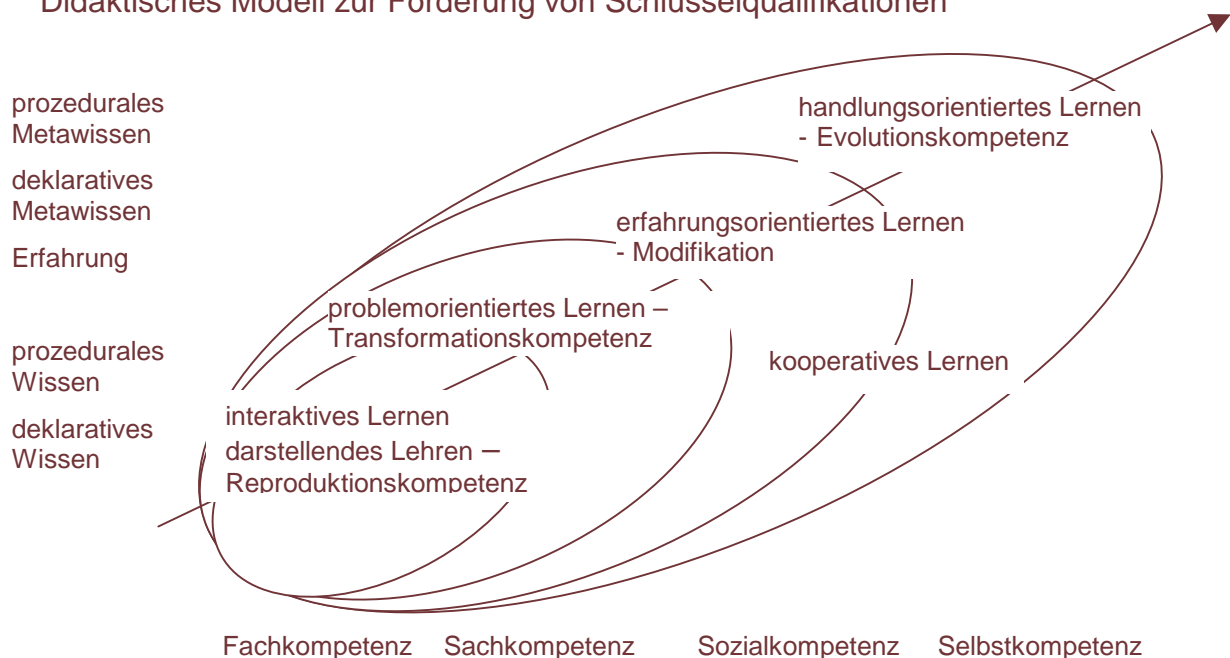 Didaktisches Modell zur Förderung von Schlüsselqualifikationen
prozedurales
Metawissen
deklaratives
Metawissen
Erfahrung
prozedurales
Wissen
deklaratives
Wissen
handlungsorientiertes Lernen
- Evolutionskompetenz
erfahrungsorientiertes Lernen
- Modifikation
problemorientiertes Lernen –
Transformationskompetenz
kooperatives Lernen
interaktives Lernen
darstellendes Lehren –
Reproduktionskompetenz
Fachkompetenz Sachkompetenz Sozialkompetenz Selbstkompetenz